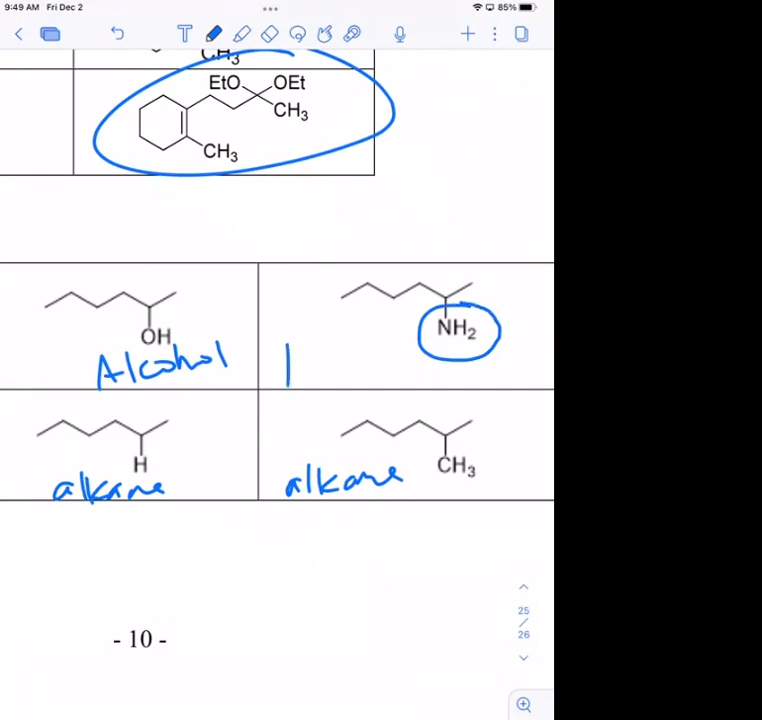 9:49 AM Fri Dec 2
85%
T
CH3
EtO OEt
CH3
CH3
OH
NH2
Alcohol
H
CH3
alkane
alkane
25
/
26
- 10 -